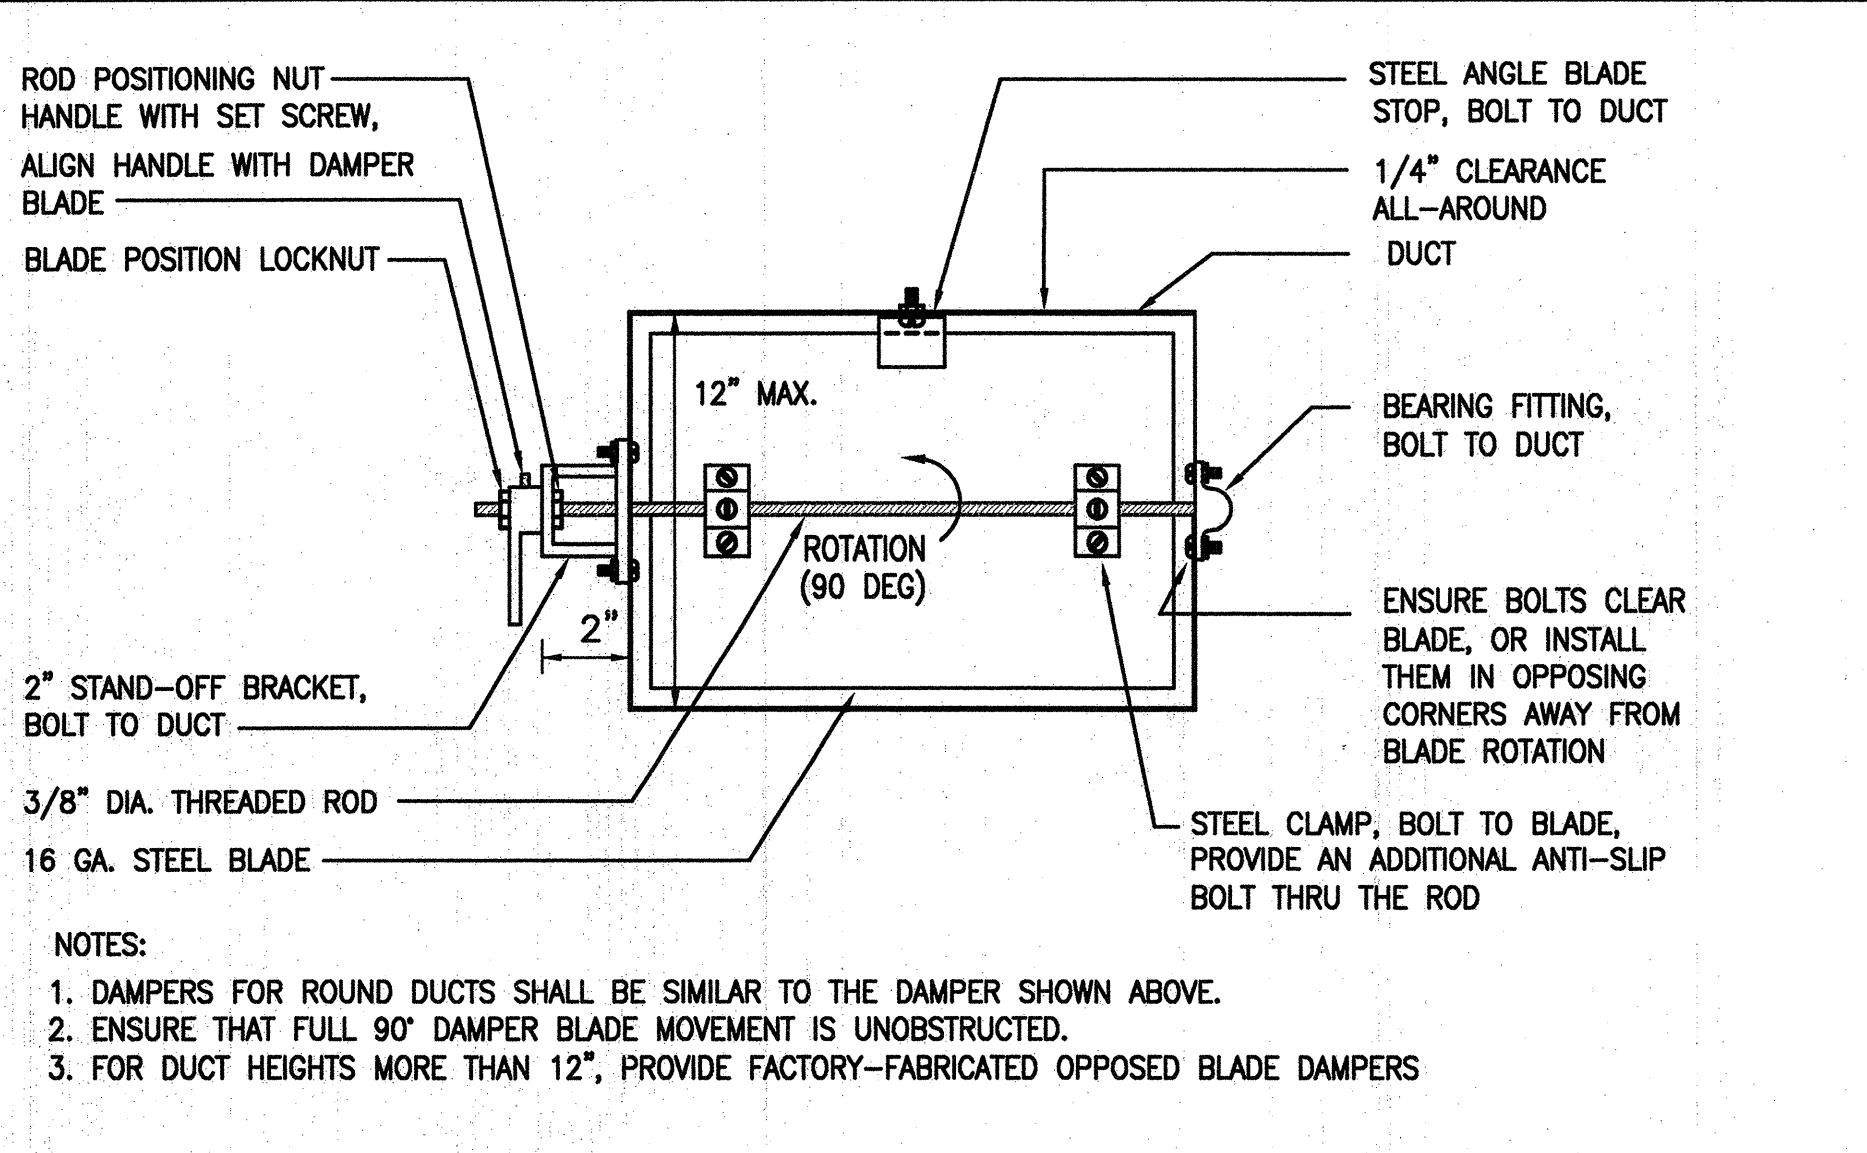 ROD POSITIONING NUT
HANDLE WITH SET SCREW,
ALIGN HANDLE WITH DAMPER
BLADE
BLADE POSITION LOCKNUT
2" STAND-OFF BRACKET,
BOLT TO DUCT
3/8" DIA. THREADED ROD
16 GA. STEEL BLADE
12" MAX.
ROTATION
(90 DEG)
2"
STEEL ANGLE BLADE
STOP, BOLT TO DUCT
1/4" CLEARANCE
ALL-AROUND
DUCT
BEARING FITTING,
BOLT TO DUCT
ENSURE BOLTS CLEAR
BLADE, OR INSTALL
THEM IN OPPOSING
CORNERS AWAY FROM
BLADE ROTATION
STEEL CLAMP, BOLT TO BLADE,
PROVIDE AN ADDITIONAL ANTI-SLIP
BOLT THRU THE ROD
NOTES:
1. DAMPERS FOR ROUND DUCTS SHALL BE SIMILAR TO THE DAMPER SHOWN ABOVE.
2. ENSURE THAT FULL 90° DAMPER BLADE MOVEMENT IS UNOBSTRUCTED.
3. FOR DUCT HEIGHTS MORE THAN 12", PROVIDE FACTORY-FABRICATED OPPOSED BLADE DAMPERS